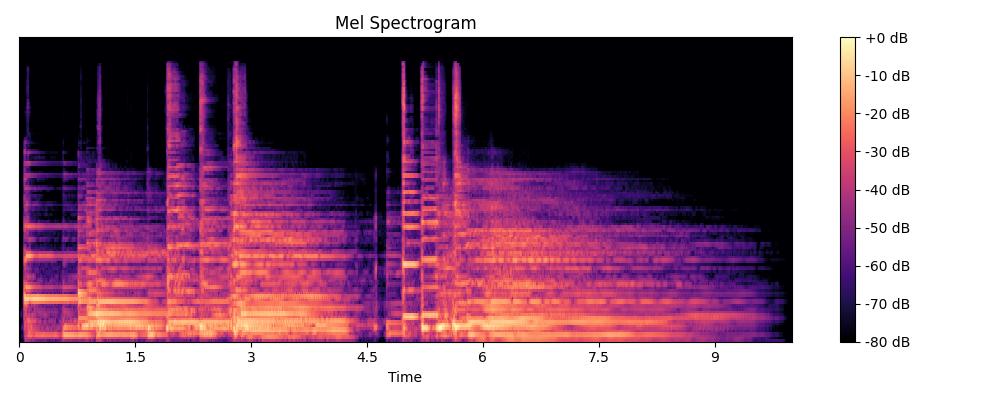 Mel Spectrogram
+0 dB
-10 dB
-20 dB
-30 dB
-40 dB
-50 dB
-60 dB
-70 dB
-80 dB
0 1.5 3 4.5 6 7.5 9
Time